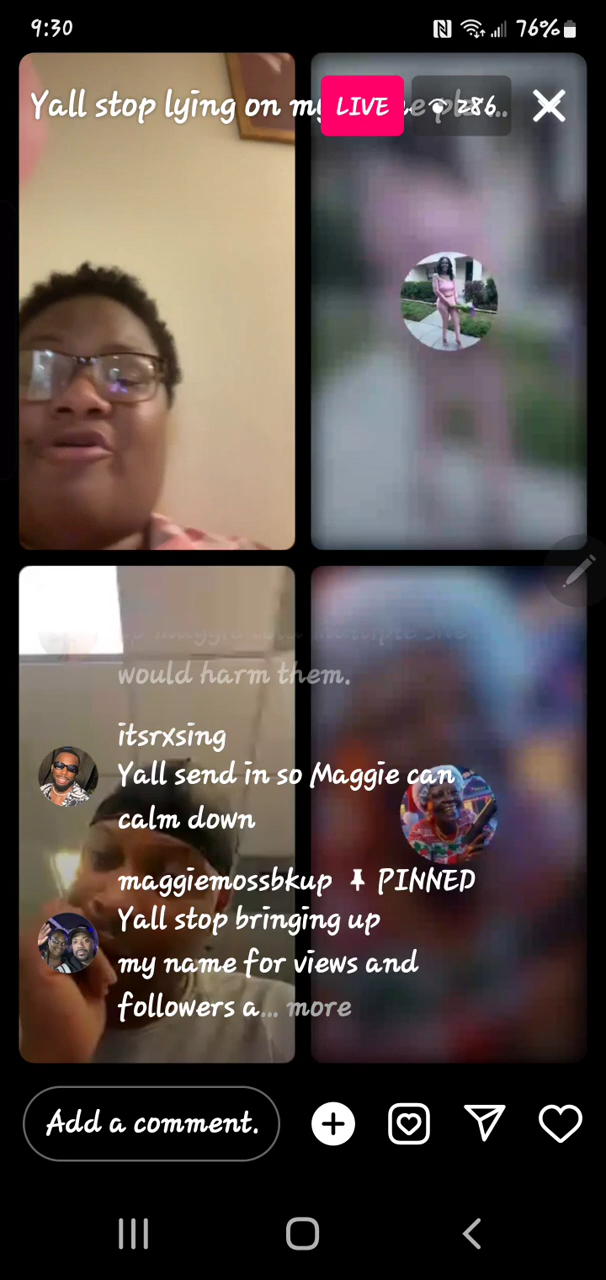 9:30
76%
Yall stop lying on my
LIVE
286
would harm them.
itsrxsing
Yall send in so Maggie can
calm down
maggiemossbkup PINNED
Yall stop bringing up
my name for views and
followers a... more
Add a comment.